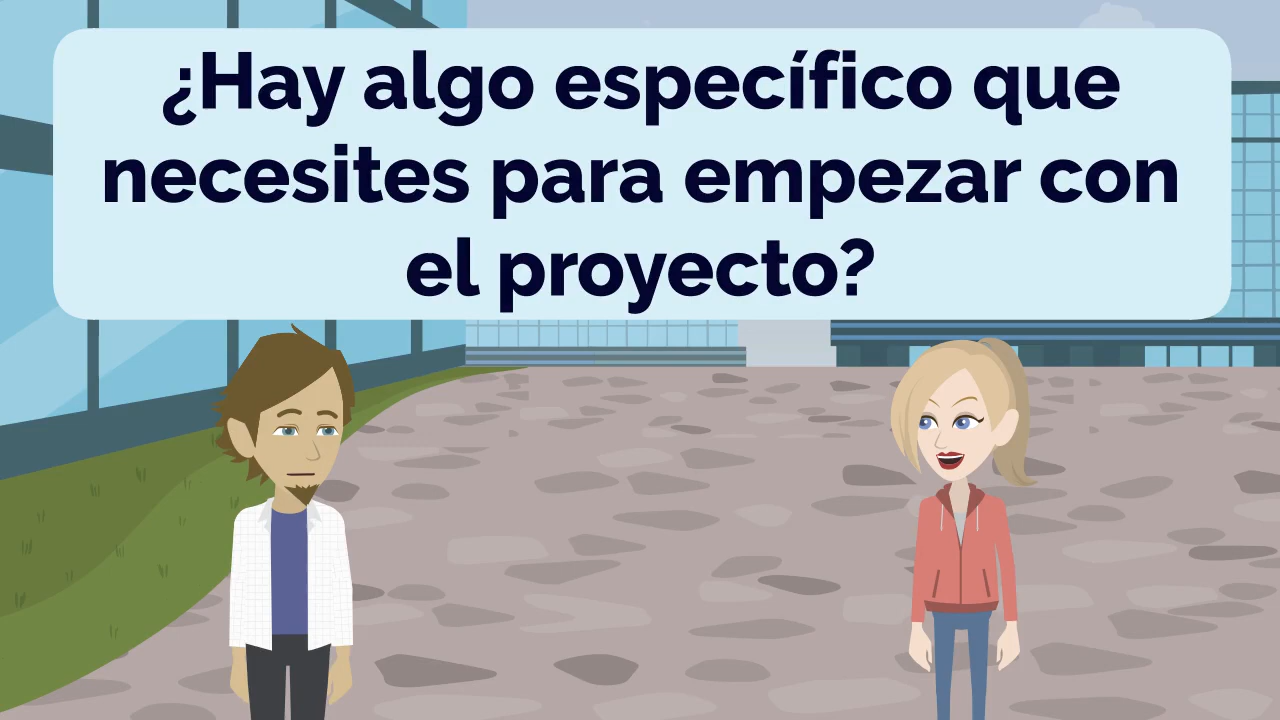 ¿Hay algo específico que
necesites para empezar con
el proyecto?